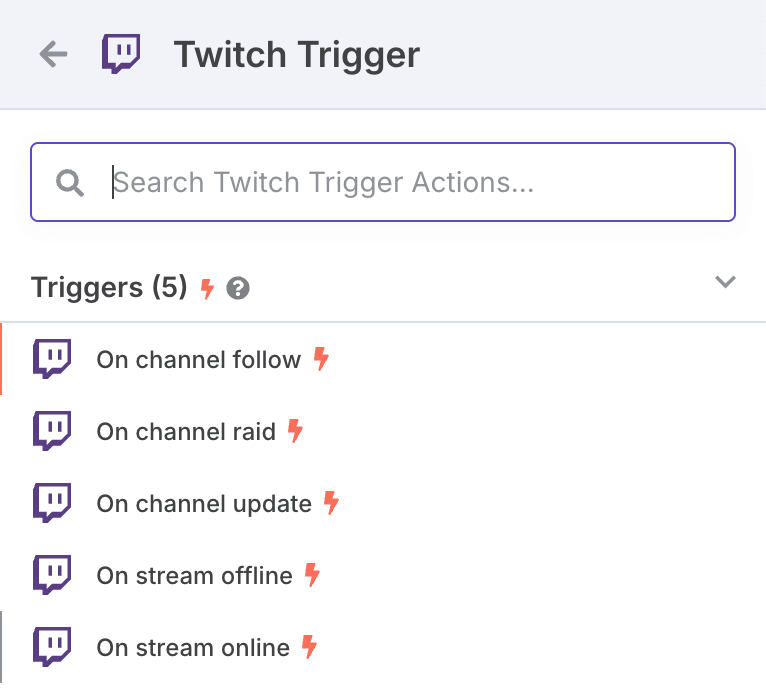 Twitch Trigger
Search Twitch Trigger Actions...
Triggers (5)
On channel follow
On channel raid
On channel update
On stream offline
On stream online